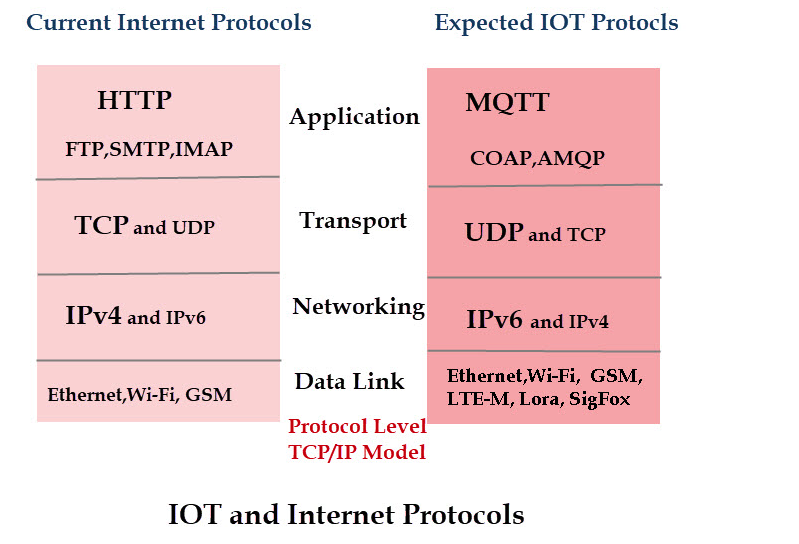 Current Internet Protocols
Expected IOT Protocls
HTTP
FTP,SMTP,IMAP
Application
MQTT
COAP,AMQP
TCP and UDP
Transport
UDP and TCP
IPv4 and IPv6
Networking
IPv6 and IPv4
Ethernet,Wi-Fi, GSM
Data Link
Ethernet,Wi-Fi, GSM,
LTE-M, Lora, SigFox
Protocol Level
TCP/IP Model
IOT and Internet Protocols